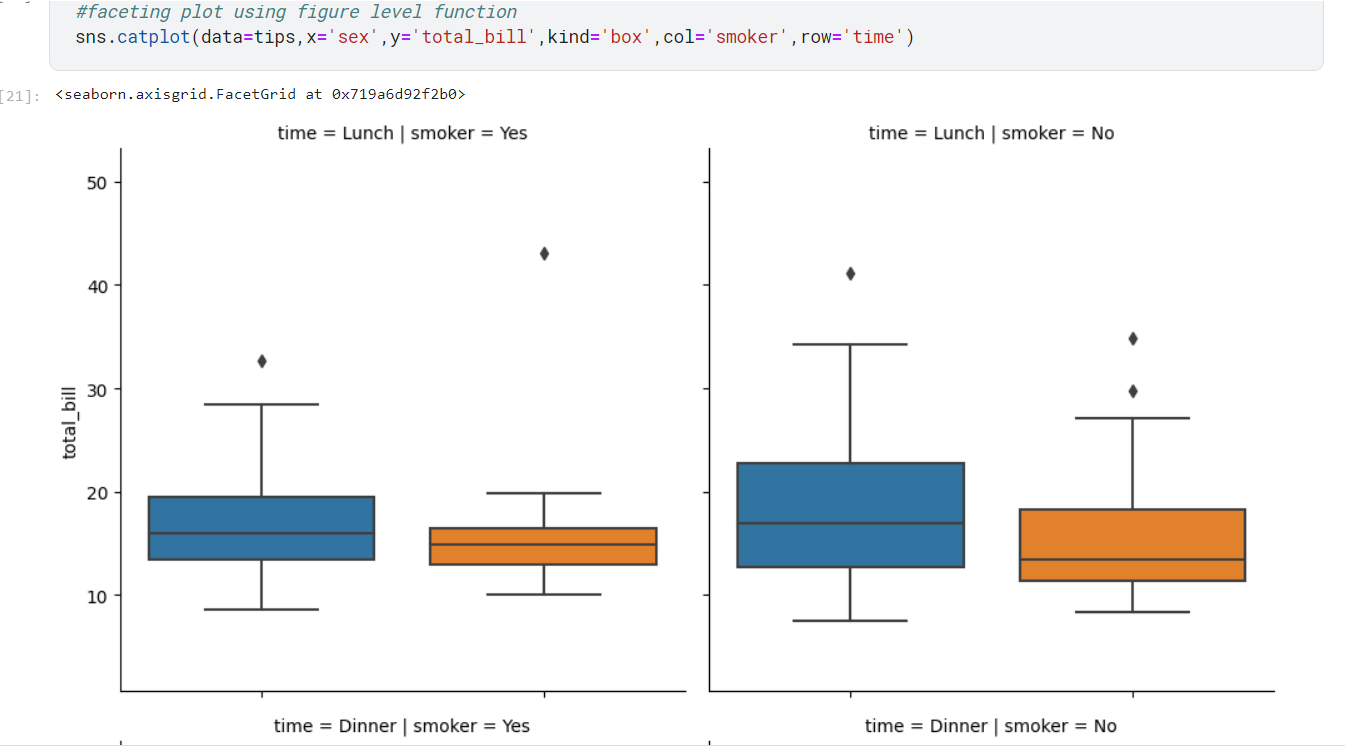 #faceting plot using figure level function
sns.catplot(data=tips,x='sex',y='total_bill',kind='box',col='smoker',row='time')
[21]: <seaborn.axisgrid.FacetGrid at 0x719a6d92f2b0>
time = Lunch | smoker = Yes
time = Lunch | smoker = No
50
40
30
20
10
total_bill
time = Dinner | smoker = Yes
time = Dinner | smoker = No